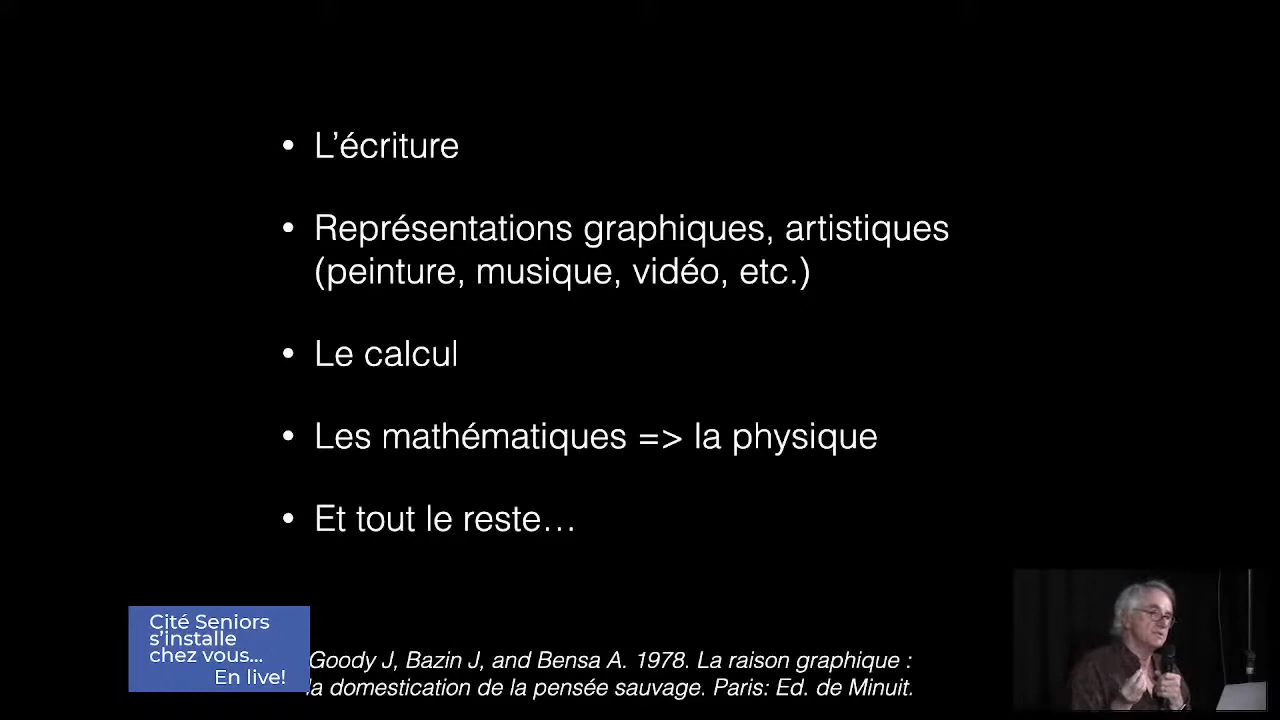 • L'écriture
• Représentations graphiques, artistiques
(peinture, musique, vidéo, etc.)
• Le calcul
• Les mathématiques => la physique
• Et tout le reste…
Cité Seniors
s'installe
chez vous...
En live!
Goody J, Bazin J, and Bensa A. 1978. La raison graphique :
la domestication de la pensée sauvage. Paris: Ed. de Minuit.